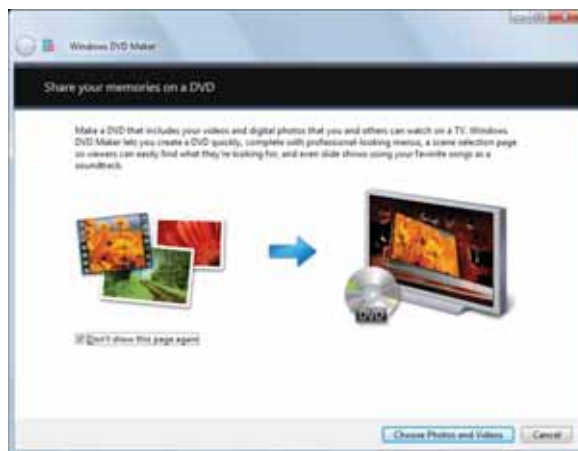 Windows DVD Maker
Share your memories on a DVD
Make a DVD that includes your videos and digital photos that you and others can watch on a TV. Windows
DVD Maker lets you create a DVD quickly, complete with professional-looking menus, a scene selection page
so viewers can easily find what they're looking for, and even slide shows using your favorite songs as a
soundtrack.
DVD
Don't show this page again
Choose Photos and Videos
Cancel